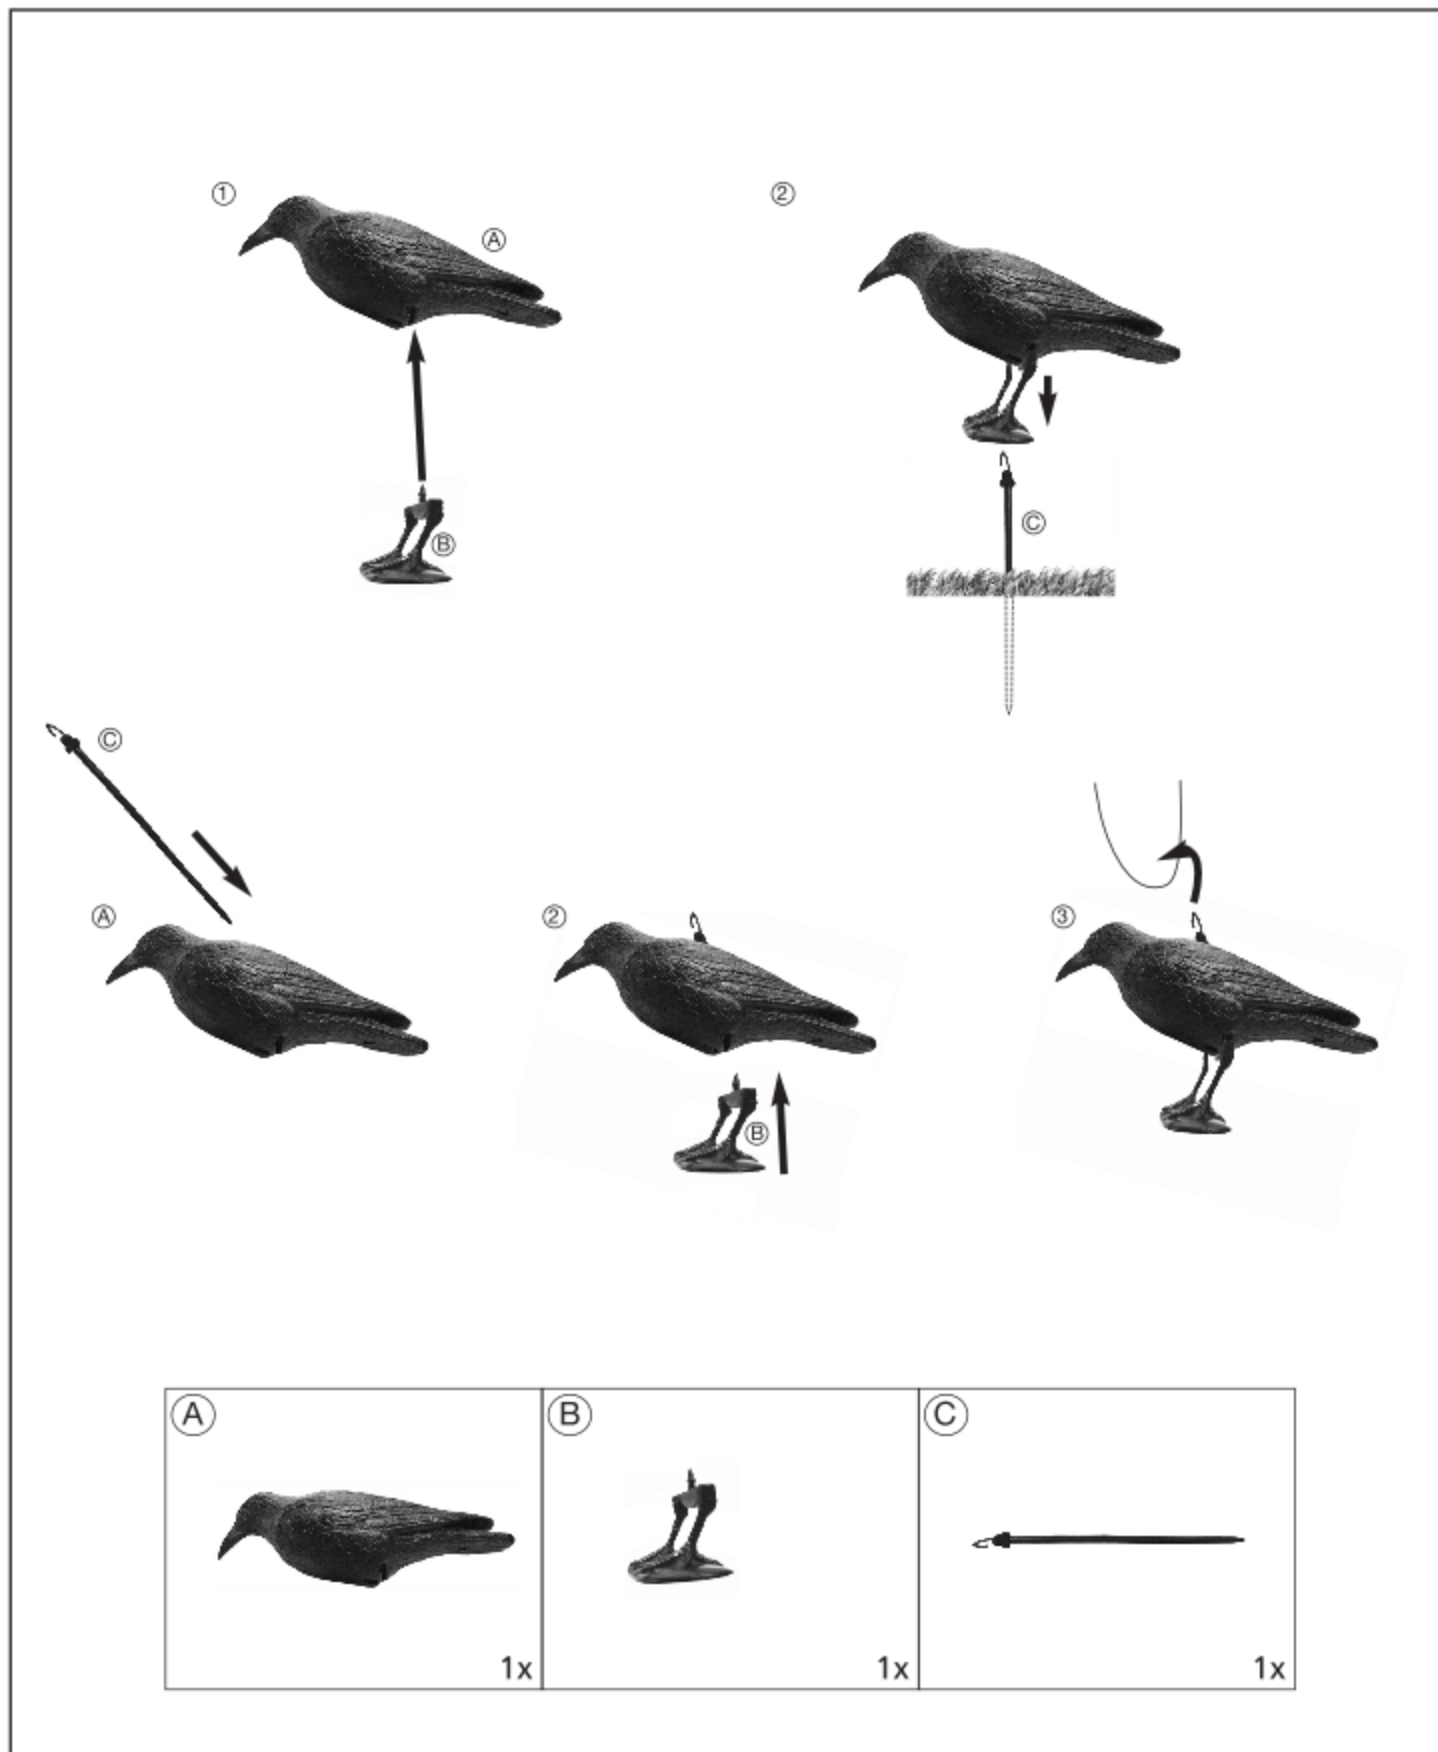 ① ②
Ⓐ
Ⓑ
Ⓒ
Ⓒ
Ⓐ ② ③
Ⓑ
Ⓐ Ⓑ Ⓒ
1x 1x 1x